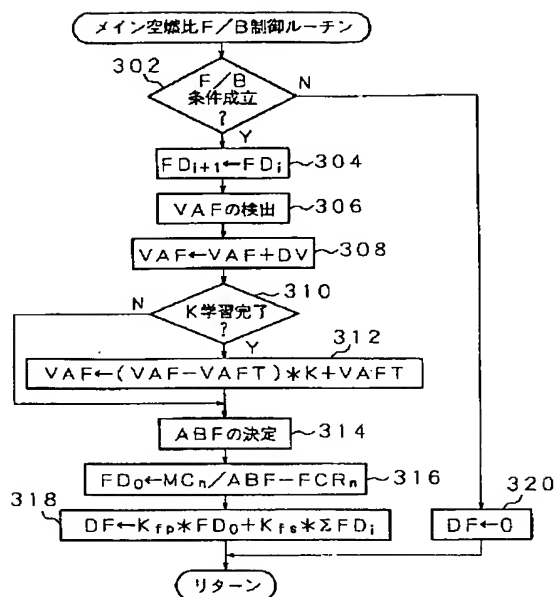 メイン空燃比F/B制御ルーチン
302
F/B
条件成立
?
N
Y
FDi+1←FDi
304
VAFの検出
306
VAF←VAF+DV
308
310
N
K学習完了
?
Y
312
VAF←(VAF−VAFT)*K+VAFT
ABFの決定
314
FD0←MCn/ABF−FCRn
316
318
DF←Kfp*FD0+Kfs*ΣFDi
320
DF←0
リターン